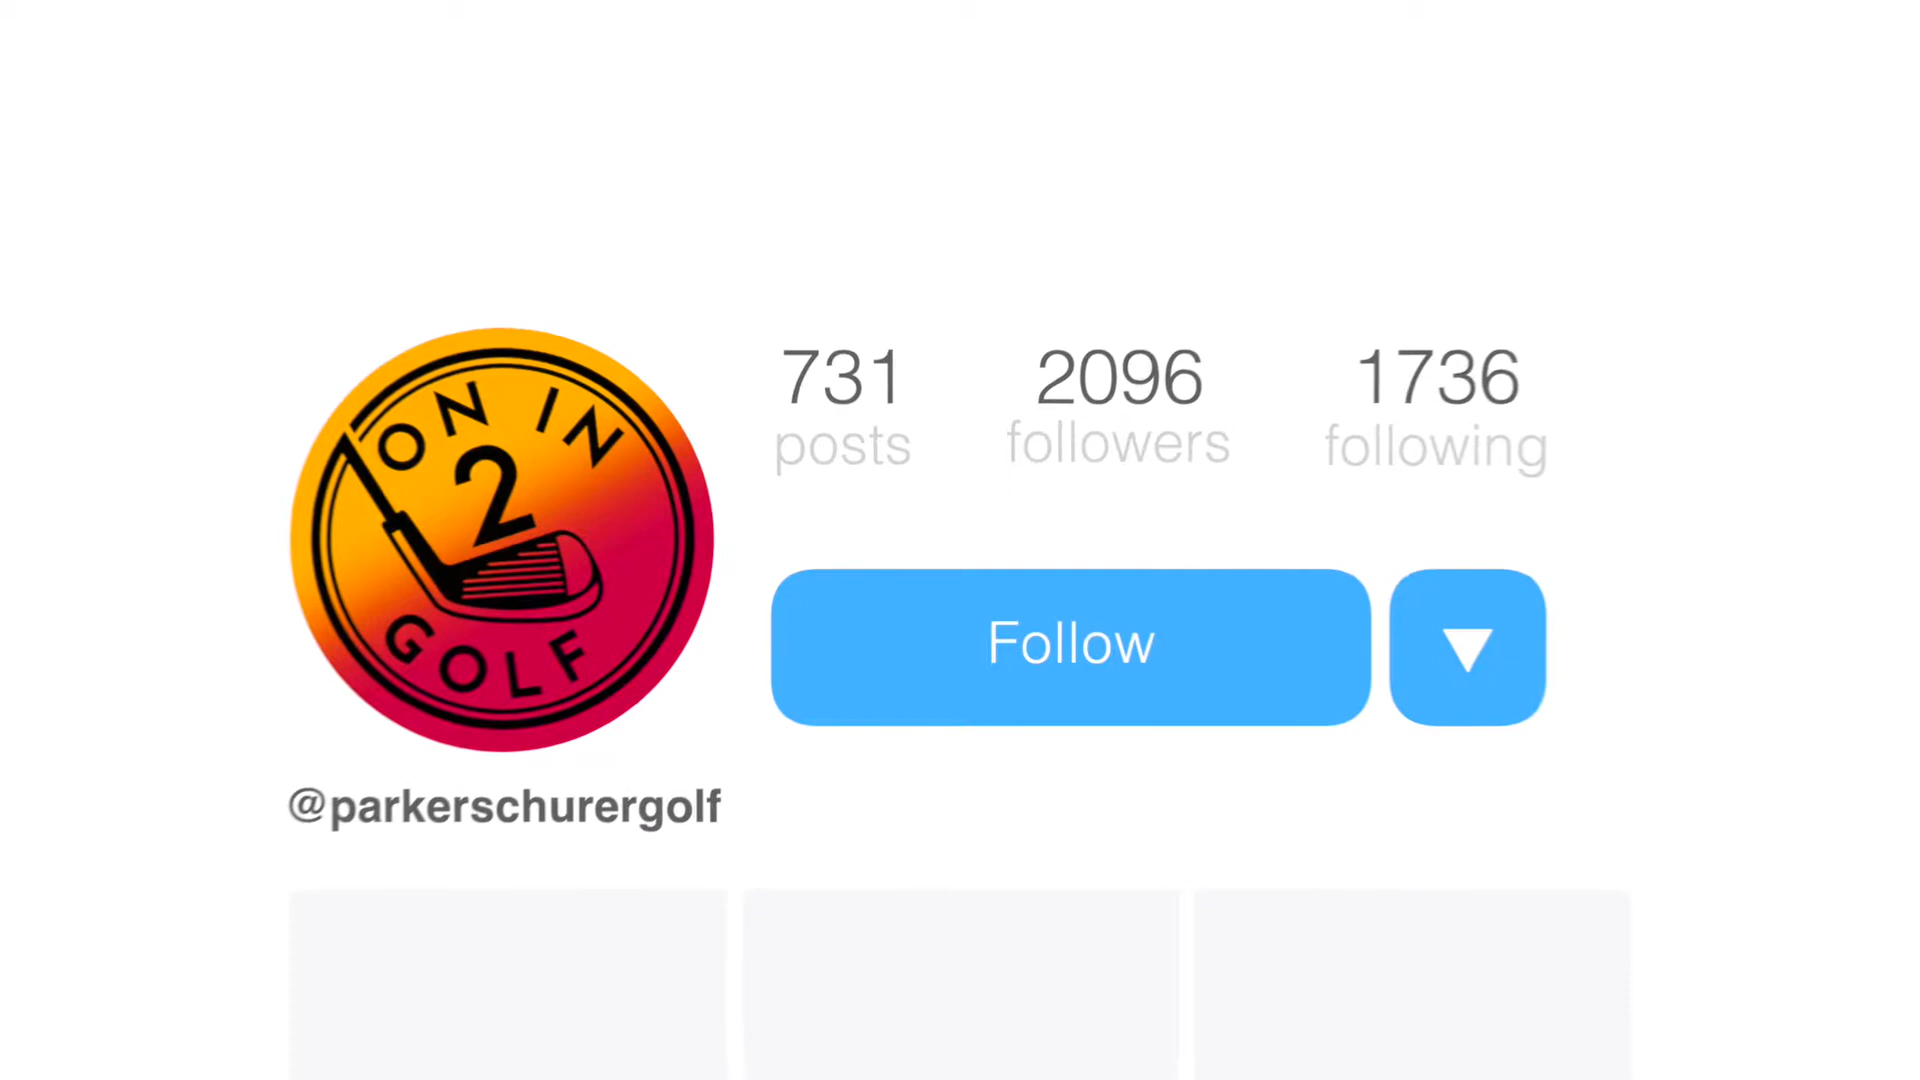 ON IN
2
GOLF
731 2096 1736
posts followers following
Follow
@parkerschurergolf